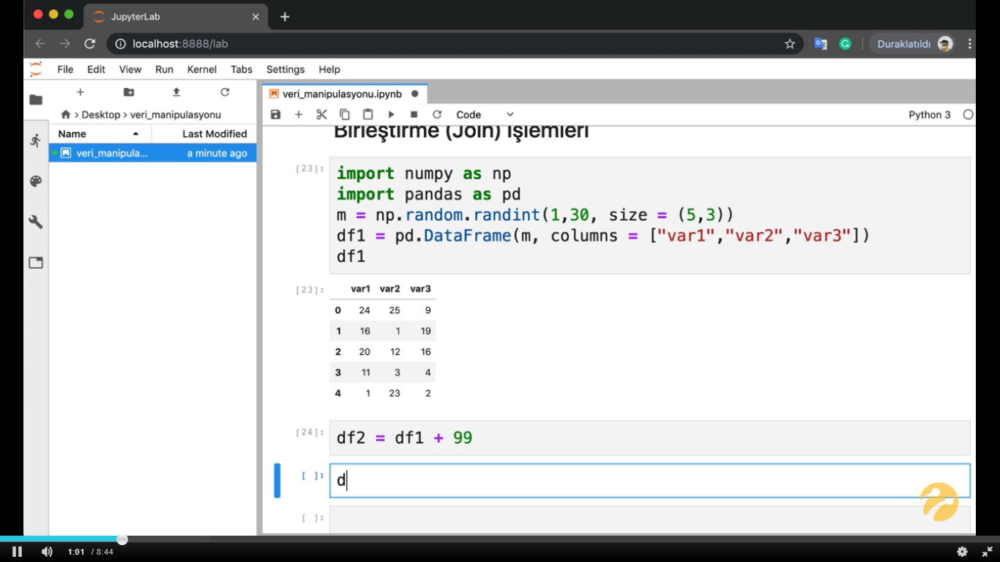 JupyterLab
localhost:8888/lab
Duraklatıldı
File Edit View Run Kernel Tabs Settings Help
veri_manipulasyonu.ipynb
Desktop > veri_manipulasyonu
Code
Python 3
Name Last Modified
veri_manipula... a minute ago
Birleştirme (Join) İşlemleri
[23]:
import numpy as np
import pandas as pd
m = np.random.randint(1,30, size = (5,3))
df1 = pd.DataFrame(m, columns = ["var1","var2","var3"])
df1
[23]:
var1 var2 var3
0 24 25 9
1 16 1 19
2 20 12 16
3 11 3 4
4 1 23 2
[24]:
df2 = df1 + 99
[ ]:
d
[ ]:
1:01 / 8:44